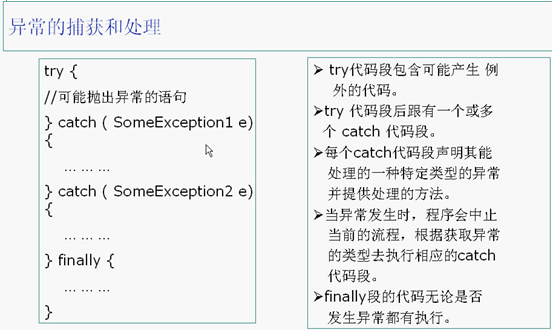 异常的捕获和处理
try {
//可能抛出异常的语句
} catch ( SomeException1 e)
{
... ... ...
} catch ( SomeException2 e)
{
... ... ...
} finally {
... ... ...
}
➢ try代码段包含可能产生 例
外的代码。
➢try 代码段后跟有一个或多
个 catch 代码段。
➢每个catch代码段声明其能
处理的一种特定类型的异常
并提供处理的方法。
➢当异常发生时，程序会中止
当前的流程，根据获取异常
的类型去执行相应的catch
代码段。
➢finally段的代码无论是否
发生异常都有执行。